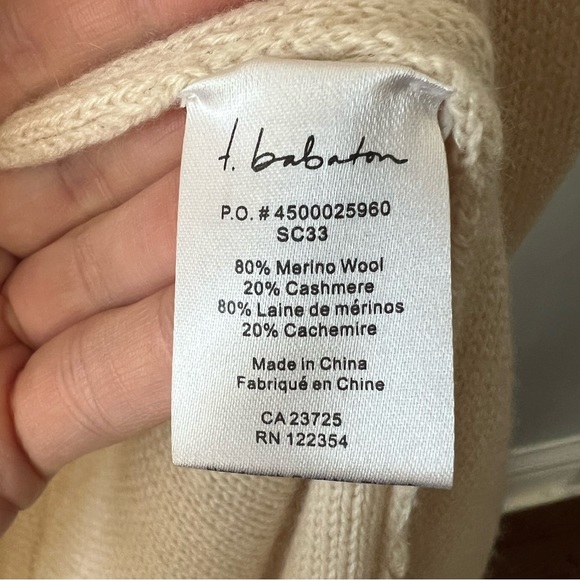 t. babaton
P.O. # 4500025960
SC33
80% Merino Wool
20% Cashmere
80% Laine de mérinos
20% Cachemire
Made in China
Fabriqué en Chine
CA 23725
RN 122354